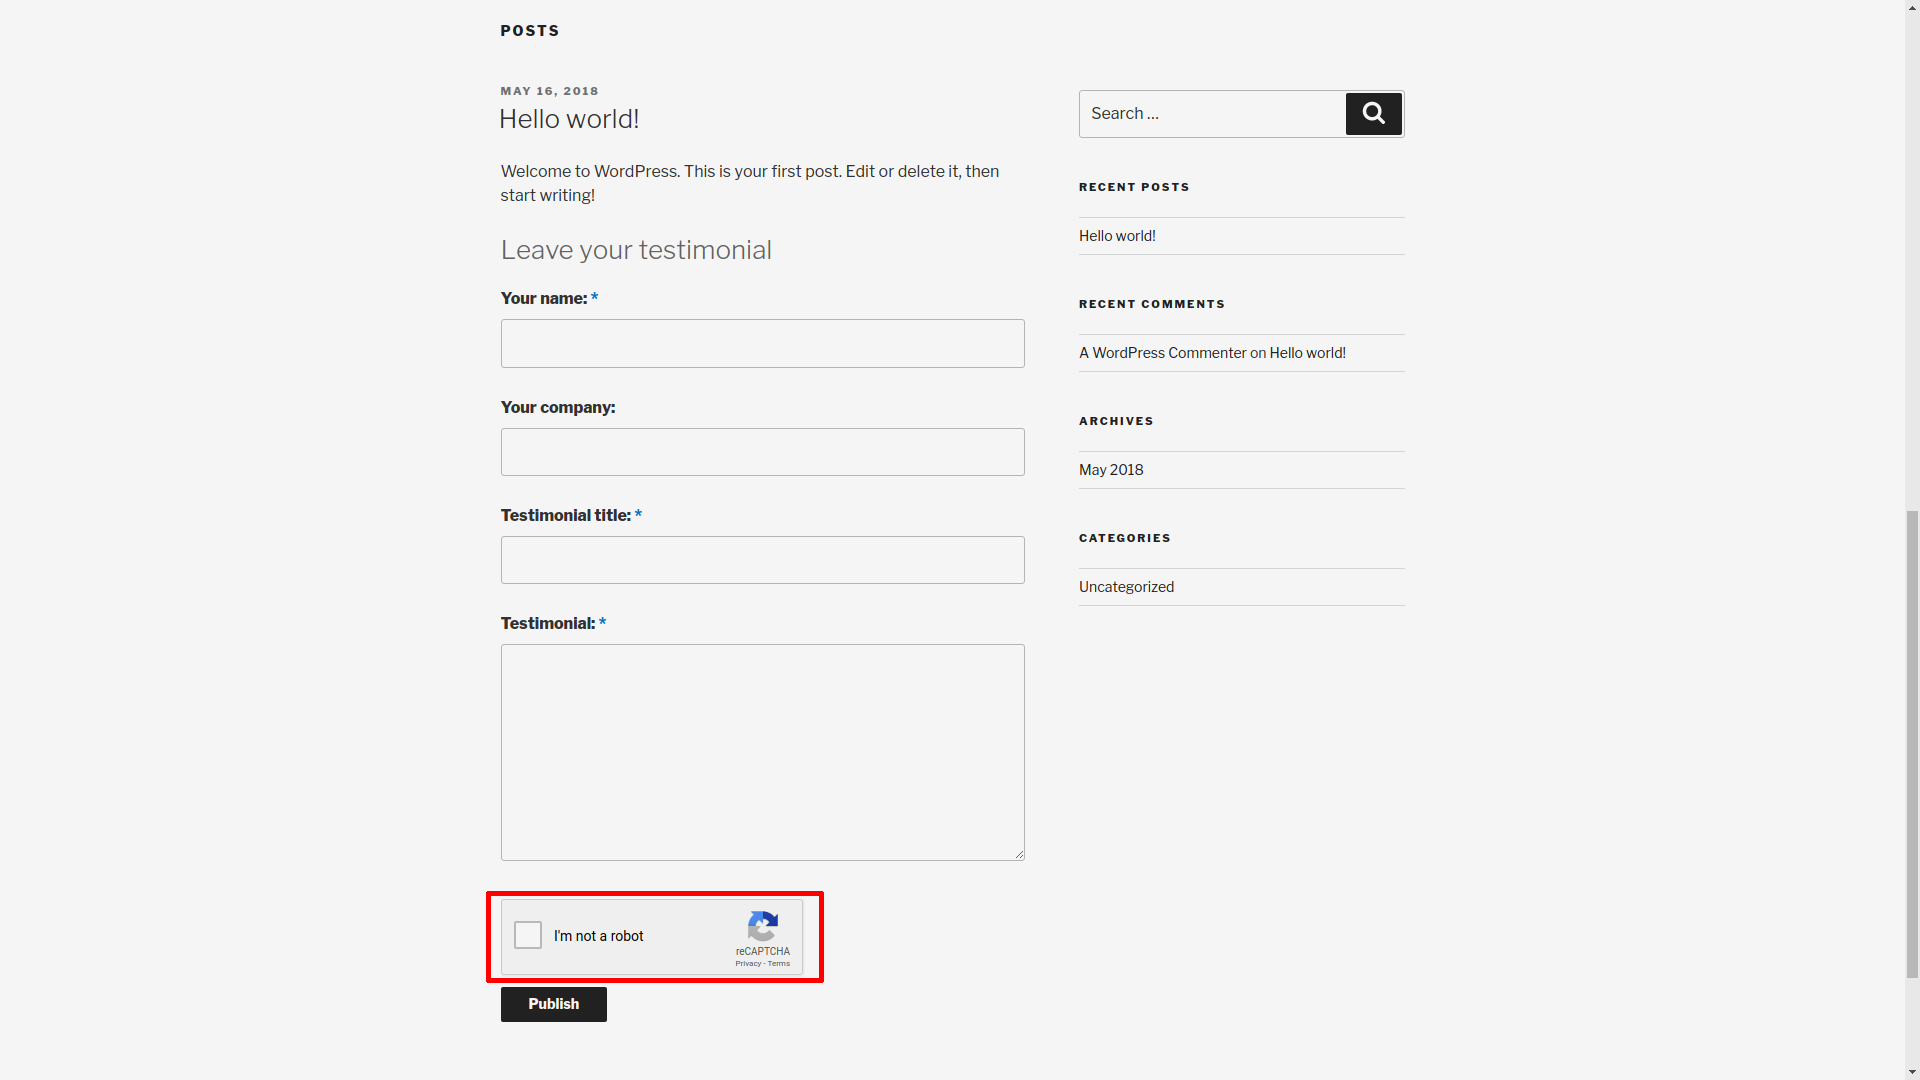 POSTS
MAY 16, 2018
Hello world!
Welcome to WordPress. This is your first post. Edit or delete it, then
start writing!
Leave your testimonial
Your name: *
Your company:
Testimonial title: *
Testimonial: *
I'm not a robot
reCAPTCHA
Privacy - Terms
Publish
Search …
RECENT POSTS
Hello world!
RECENT COMMENTS
A WordPress Commenter on Hello world!
ARCHIVES
May 2018
CATEGORIES
Uncategorized